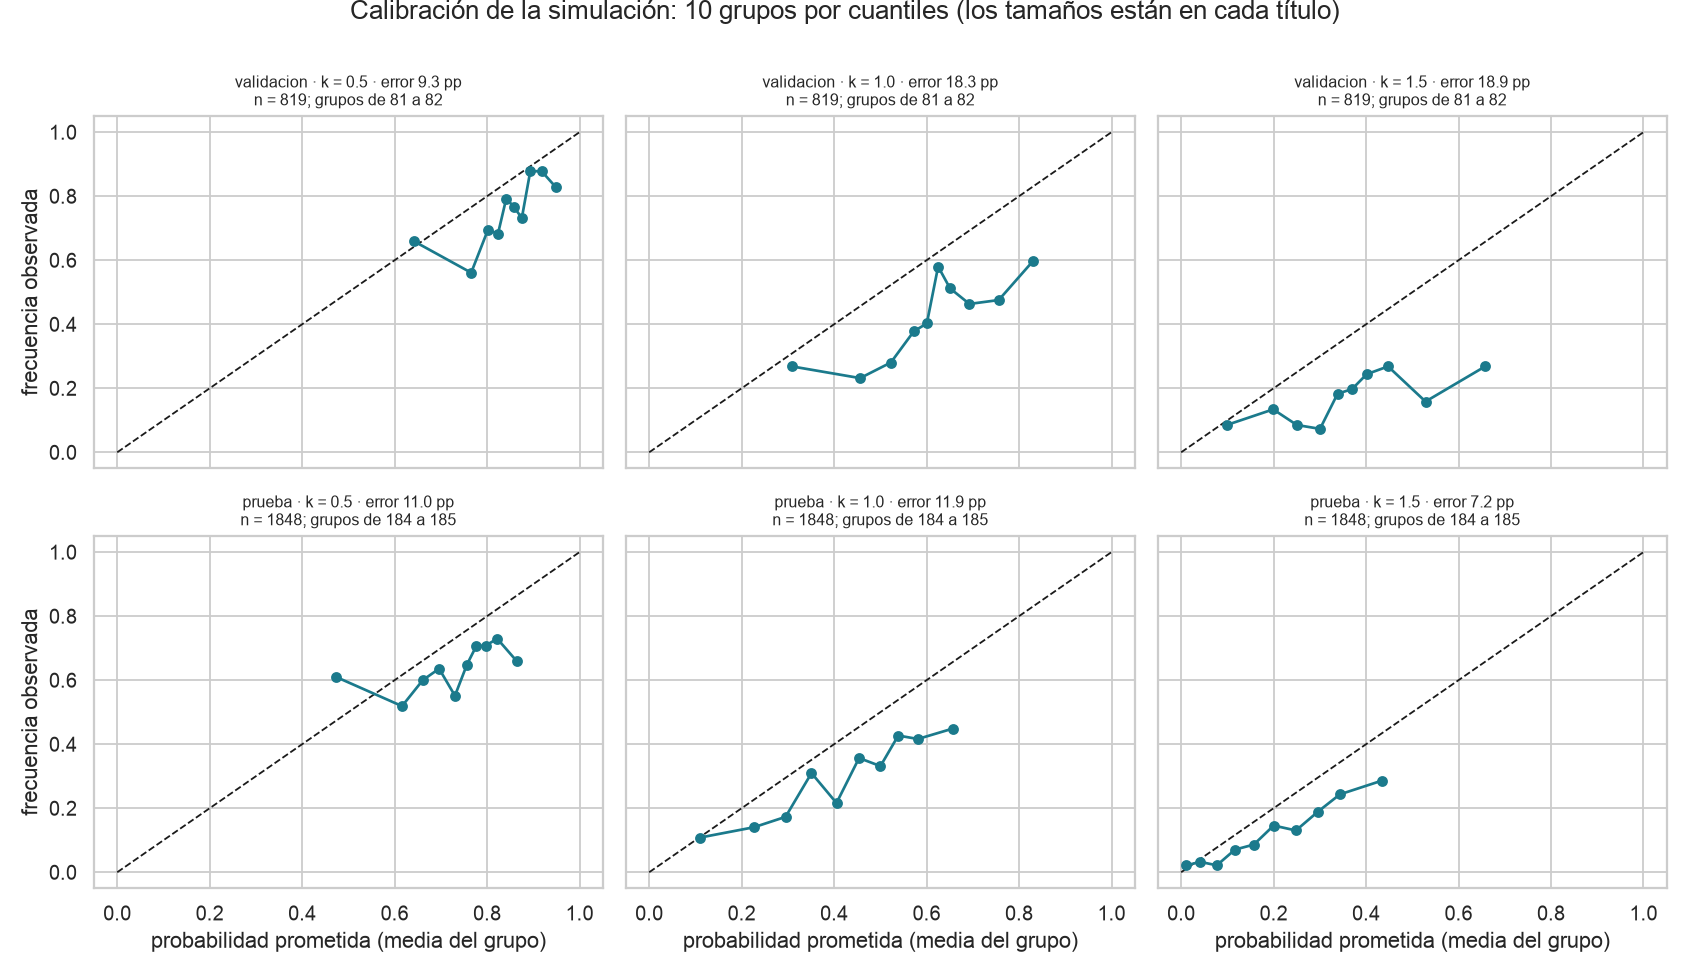 Calibración de la simulación: 10 grupos por cuantiles (los tamaños están en cada título)
validacion · k = 0.5 · error 9.3 pp
n = 819; grupos de 81 a 82
validacion · k = 1.0 · error 18.3 pp
n = 819; grupos de 81 a 82
validacion · k = 1.5 · error 18.9 pp
n = 819; grupos de 81 a 82
frecuencia observada
1.0
0.8
0.6
0.4
0.2
0.0
prueba · k = 0.5 · error 11.0 pp
n = 1848; grupos de 184 a 185
prueba · k = 1.0 · error 11.9 pp
n = 1848; grupos de 184 a 185
prueba · k = 1.5 · error 7.2 pp
n = 1848; grupos de 184 a 185
frecuencia observada
1.0
0.8
0.6
0.4
0.2
0.0
0.0 0.2 0.4 0.6 0.8 1.0
probabilidad prometida (media del grupo)
0.0 0.2 0.4 0.6 0.8 1.0
probabilidad prometida (media del grupo)
0.0 0.2 0.4 0.6 0.8 1.0
probabilidad prometida (media del grupo)